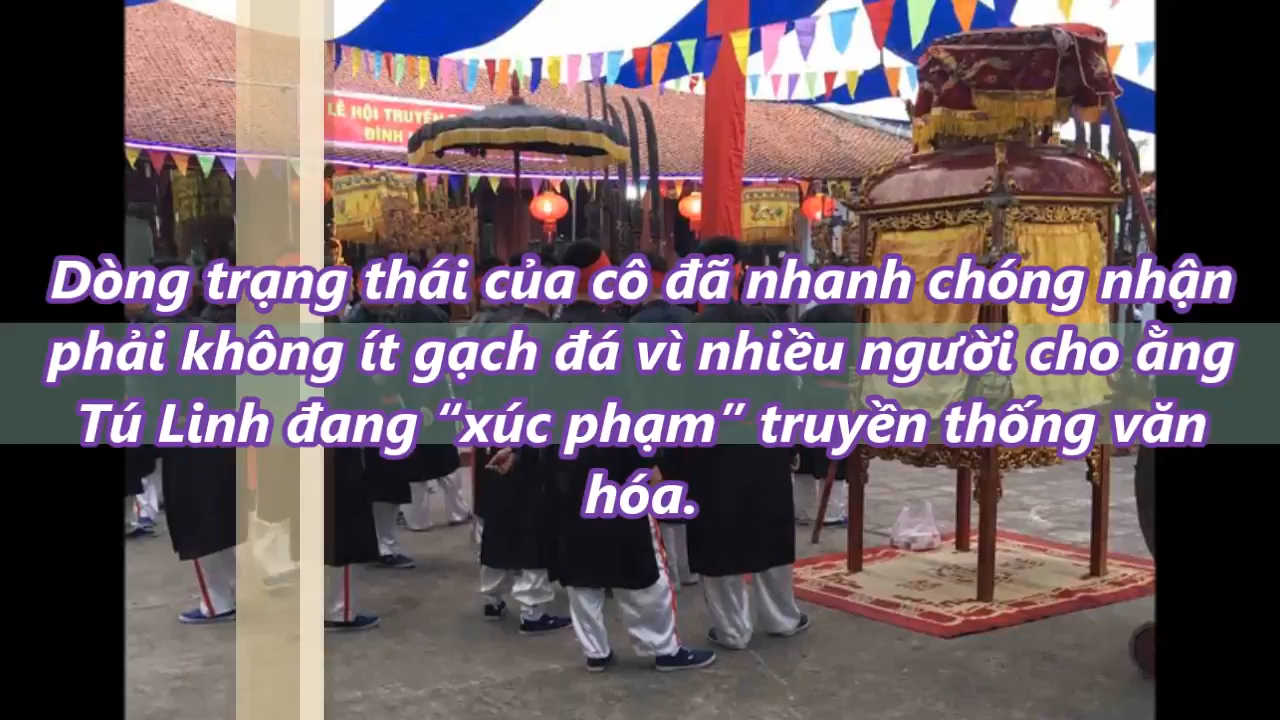 LỄ HỘI TRUYỀN
ĐÌNH
Dòng trạng thái của cô đã nhanh chóng nhận
phải không ít gạch đá vì nhiều người cho ằng
Tú Linh đang “xúc phạm” truyền thống văn
hóa.